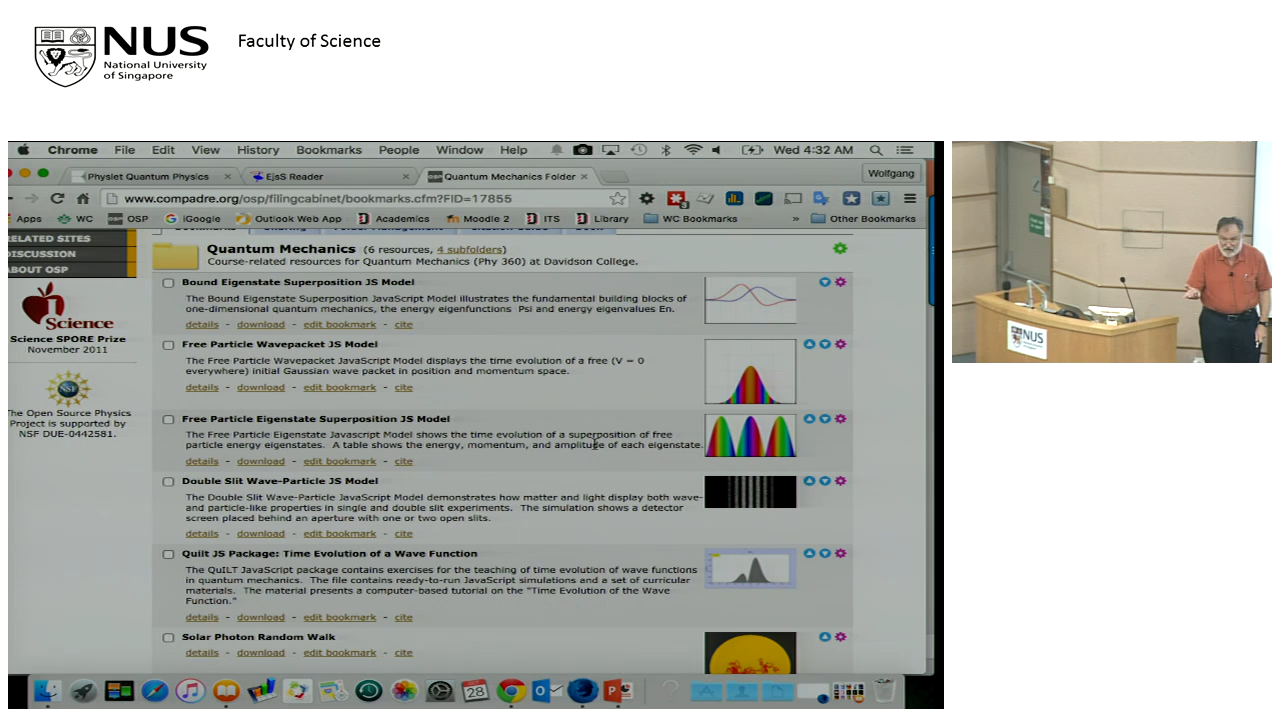 NUS
National University
of Singapore
Faculty of Science
Chrome File Edit View History Bookmarks People Window Help Wed 4:32 AM
Physlet Quantum Physics × EjsS Reader × Quantum Mechanics Folder × Wolfgang
www.compadre.org/osp/filingcabinet/bookmarks.cfm?FID=17855
Apps WC OSP iGoogle Outlook Web App Academics Moodle 2 ITS Library WC Bookmarks » Other Bookmarks
RELATED SITES
DISCUSSION
ABOUT OSP
Science
Science SPORE Prize
November 2011
NSF
The Open Source Physics
Project is supported by
NSF DUE-0442581.
Quantum Mechanics (6 resources, 4 subfolders)
Course-related resources for Quantum Mechanics (Phy 360) at Davidson College.
Bound Eigenstate Superposition JS Model
The Bound Eigenstate Superposition JavaScript Model illustrates the fundamental building blocks of
one-dimensional quantum mechanics, the energy eigenfunctions Psi and energy eigenvalues En.
details - download - edit bookmark - cite
Free Particle Wavepacket JS Model
The Free Particle Wavepacket JavaScript Model displays the time evolution of a free (V = 0
everywhere) initial Gaussian wave packet in position and momentum space.
details - download - edit bookmark - cite
Free Particle Eigenstate Superposition JS Model
The Free Particle Eigenstate Javascript Model shows the time evolution of a superposition of free
particle energy eigenstates. A table shows the energy, momentum, and amplitude of each eigenstate.
details - download - edit bookmark - cite
Double Slit Wave-Particle JS Model
The Double Slit Wave-Particle JavaScript Model demonstrates how matter and light display both wave-
and particle-like properties in single and double slit experiments. The simulation shows a detector
screen placed behind an aperture with one or two open slits.
details - download - edit bookmark - cite
Quilt JS Package: Time Evolution of a Wave Function
The QuILT JavaScript package contains exercises for the teaching of time evolution of wave functions
in quantum mechanics. The file contains ready-to-run JavaScript simulations and a set of curricular
materials. The material presents a computer-based tutorial on the "Time Evolution of the Wave
Function."
details - download - edit bookmark - cite
Solar Photon Random Walk
details - download - edit bookmark - cite
28
NUS